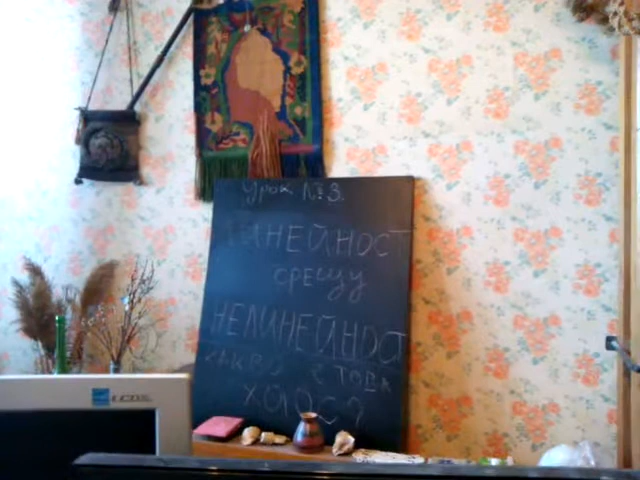 Урок №3.
ЛИНЕЙНОСТ
срещу
НЕЛИНЕЙНОСТ
КАКВО Е ТОВА
ХАОС?